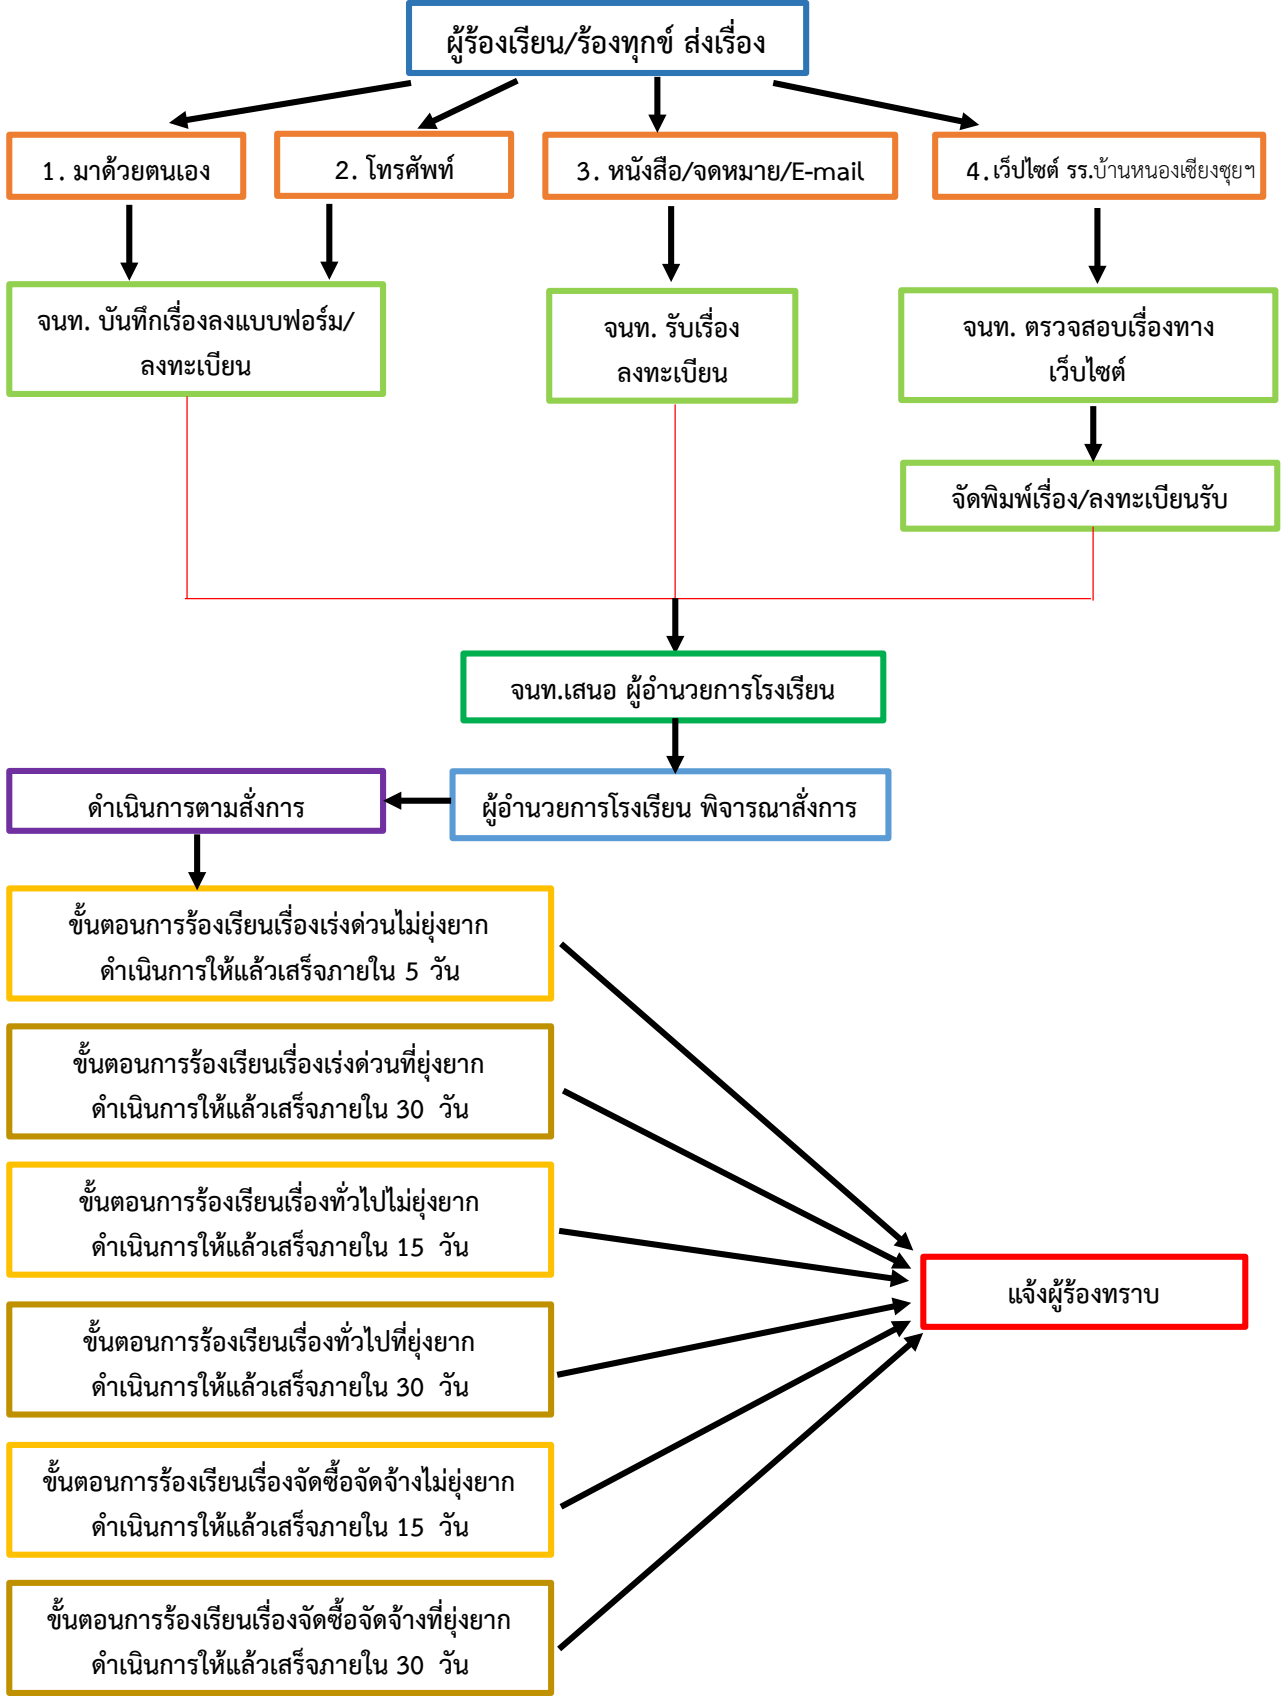 ผู้ร้องเรียน/ร้องทุกข์ ส่งเรื่อง
1. มาด้วยตนเอง
2. โทรศัพท์
3. หนังสือ/จดหมาย/E-mail
4.เว็ปไซต์ รร.บ้านหนองเซียงซุยฯ
จนท. บันทึกเรื่องลงแบบฟอร์ม/
ลงทะเบียน
จนท. รับเรื่อง
ลงทะเบียน
จนท. ตรวจสอบเรื่องทาง
เว็บไซต์
จัดพิมพ์เรื่อง/ลงทะเบียนรับ
จนท.เสนอ ผู้อำนวยการโรงเรียน
ดำเนินการตามสั่งการ
ผู้อำนวยการโรงเรียน พิจารณาสั่งการ
ขั้นตอนการร้องเรียนเรื่องเร่งด่วนไม่ยุ่งยาก
ดำเนินการให้แล้วเสร็จภายใน 5 วัน
ขั้นตอนการร้องเรียนเรื่องเร่งด่วนที่ยุ่งยาก
ดำเนินการให้แล้วเสร็จภายใน 30 วัน
ขั้นตอนการร้องเรียนเรื่องทั่วไปไม่ยุ่งยาก
ดำเนินการให้แล้วเสร็จภายใน 15 วัน
แจ้งผู้ร้องทราบ
ขั้นตอนการร้องเรียนเรื่องทั่วไปที่ยุ่งยาก
ดำเนินการให้แล้วเสร็จภายใน 30 วัน
ขั้นตอนการร้องเรียนเรื่องจัดซื้อจัดจ้างไม่ยุ่งยาก
ดำเนินการให้แล้วเสร็จภายใน 15 วัน
ขั้นตอนการร้องเรียนเรื่องจัดซื้อจัดจ้างที่ยุ่งยาก
ดำเนินการให้แล้วเสร็จภายใน 30 วัน